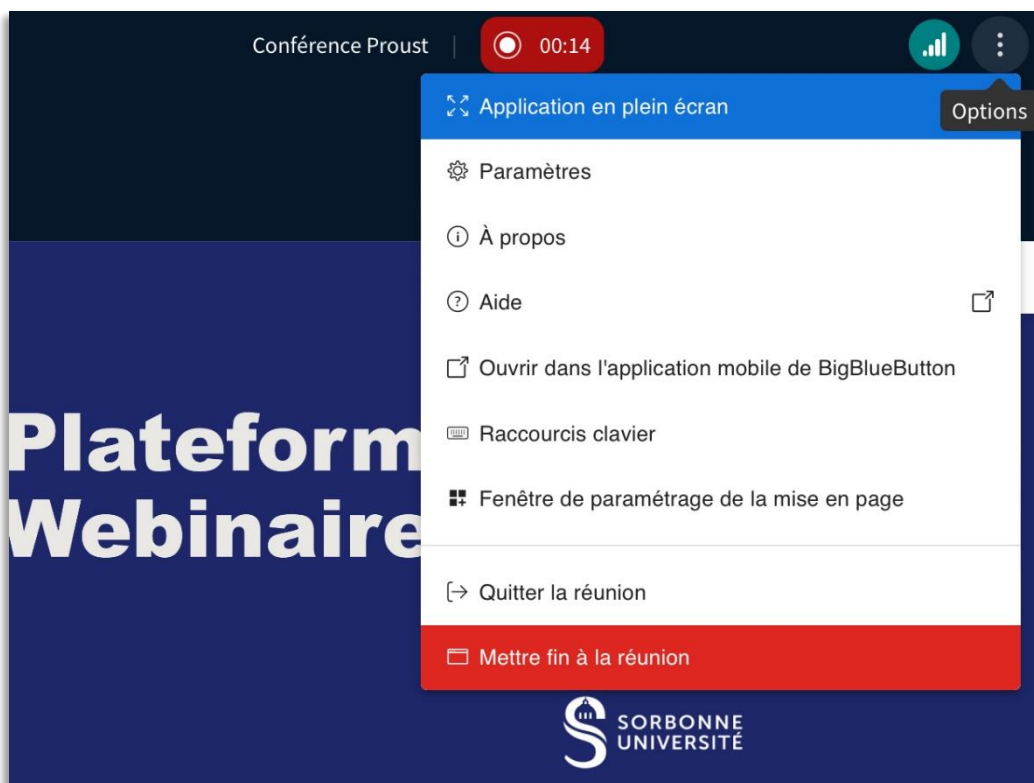 Conférence Proust
00:14
Application en plein écran
Options
Paramètres
À propos
Aide
Ouvrir dans l'application mobile de BigBlueButton
Raccourcis clavier
Fenêtre de paramétrage de la mise en page
Quitter la réunion
Mettre fin à la réunion
Plateform
Webinaire
SORBONNE
UNIVERSITÉ